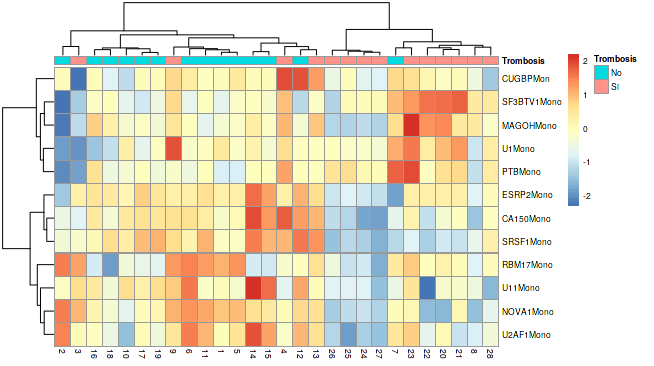 Trombosis
CUGBPMon
SF3BTV1Mono
MAGOHMono
U1Mono
PTBMono
ESRP2Mono
CA150Mono
SRSF1Mono
RBM17Mono
U11Mono
NOVA1Mono
U2AF1Mono
2 3 16 18 10 17 19 9 6 11 1 5 14 15 4 12 13 26 25 24 27 7 23 22 20 21 8 28
2
1
0
-1
-2
Trombosis
No
SI